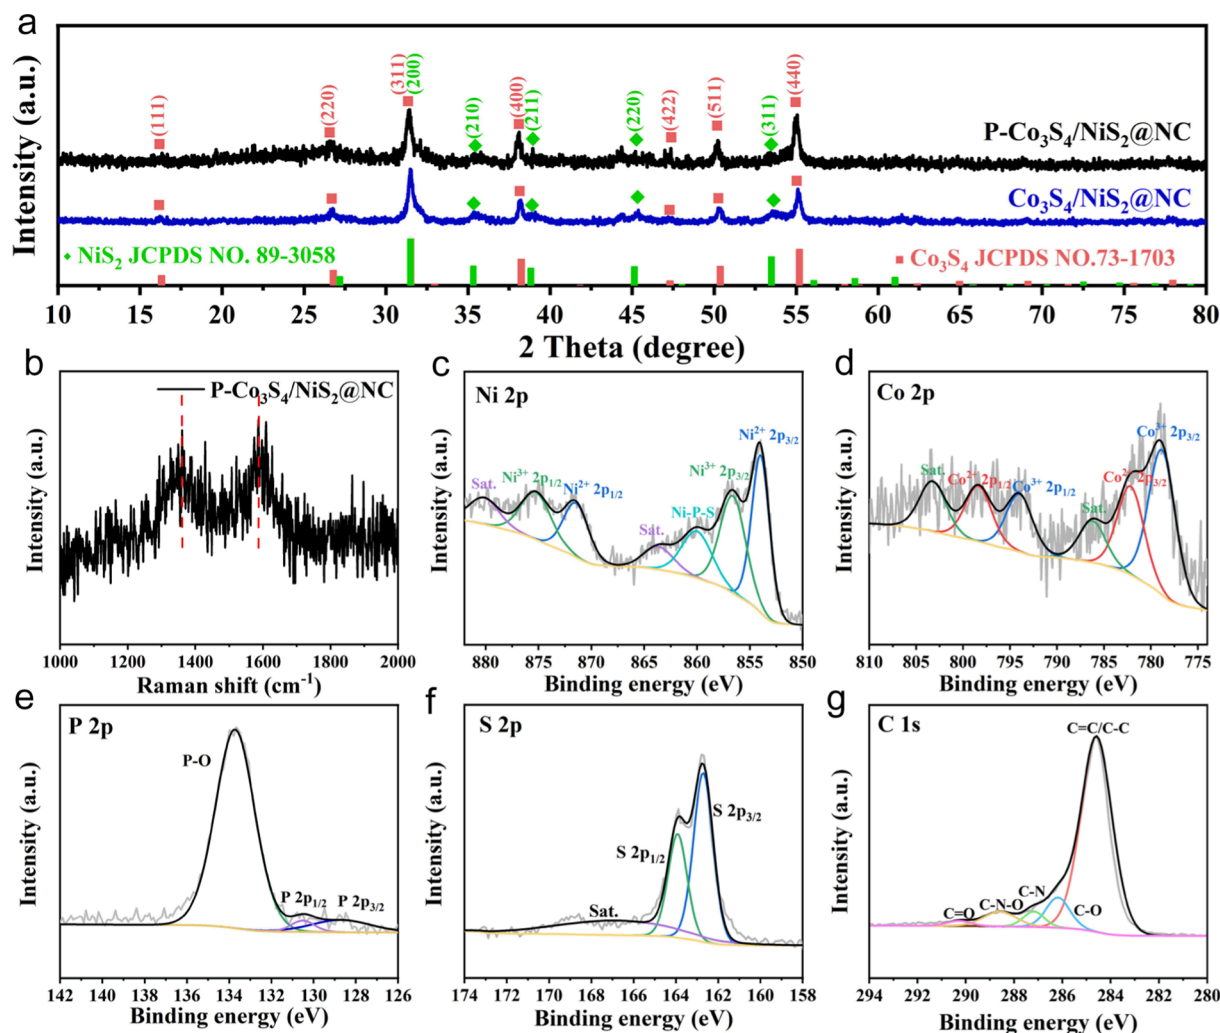 a
(111)
(220)
(311)
(200)
(210)
(400)
(211)
(220)
(422)
(511)
(311)
(440)
Intensity (a.u.)
P-Co₃S₄/NiS₂@NC
Co₃S₄/NiS₂@NC
NiS₂ JCPDS NO. 89-3058
Co₃S₄ JCPDS NO.73-1703
10 15 20 25 30 35 40 45 50 55 60 65 70 75 80
2 Theta (degree)
b
P-Co₃S₄/NiS₂@NC
Intensity (a.u.)
1000 1200 1400 1600 1800 2000
Raman shift (cm⁻¹)
c
Ni 2p
Ni²⁺ 2p₃/₂
Ni³⁺ 2p₃/₂
Sat.
Ni³⁺ 2p₁/₂
Ni²⁺ 2p₁/₂
Ni-P-S
Sat.
Intensity (a.u.)
880 875 870 865 860 855 850
Binding energy (eV)
d
Co 2p
Co³⁺ 2p₃/₂
Sat.
Co²⁺ 2p₁/₂
Co³⁺ 2p₁/₂
Co²⁺ 2p₃/₂
Sat.
Intensity (a.u.)
810 804 798 792 786 780 774
Binding energy (eV)
e
P 2p
P-O
P 2p₁/₂
P 2p₃/₂
Intensity (a.u.)
142 140 138 136 134 132 130 128 126
Binding energy (eV)
f
S 2p
S 2p₃/₂
S 2p₁/₂
Sat.
Intensity (a.u.)
174 172 170 168 166 164 162 160 158
Binding energy (eV)
g
C 1s
C=C/C-C
C-N
C=O
C-N-O
C-O
Intensity (a.u.)
294 292 290 288 286 284 282 280
Binding energy (eV)